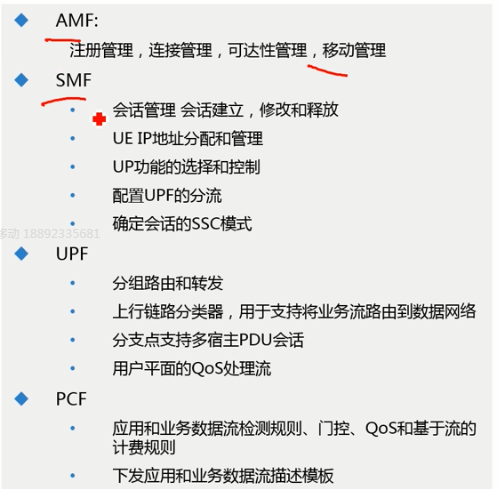 AMF:
注册管理，连接管理，可达性管理，移动管理
SMF
会话管理 会话建立，修改和释放
UE IP地址分配和管理
UP功能的选择和控制
配置UPF的分流
确定会话的SSC模式
移动 18892335681
UPF
分组路由和转发
上行链路分类器，用于支持将业务流路由到数据网络
分支点支持多宿主PDU会话
用户平面的QoS处理流
PCF
应用和业务数据流检测规则、门控、QoS和基于流的
计费规则
下发应用和业务数据流描述模板